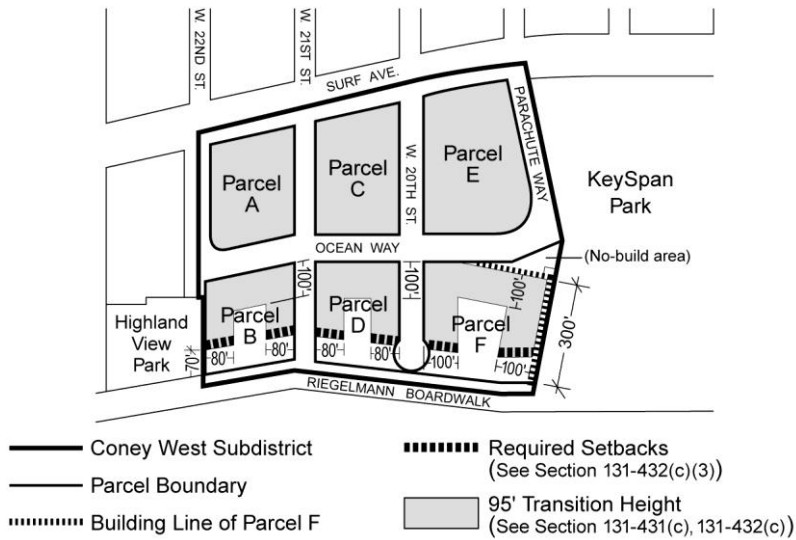 W. 22ND ST.
W. 21ST ST.
SURF AVE.
PARACHUTE WAY
Parcel
A
Parcel
C
W. 20TH ST.
Parcel
E
KeySpan
Park
OCEAN WAY
(No-build area)
100'
100'
100'
300'
Highland
View
Park
Parcel
B
Parcel
D
Parcel
F
70'
80'
80'
80'
80'
100'
100'
RIEGELMANN BOARDWALK
Coney West Subdistrict
Parcel Boundary
Building Line of Parcel F
Required Setbacks
(See Section 131-432(c)(3))
95' Transition Height
(See Section 131-431(c), 131-432(c))